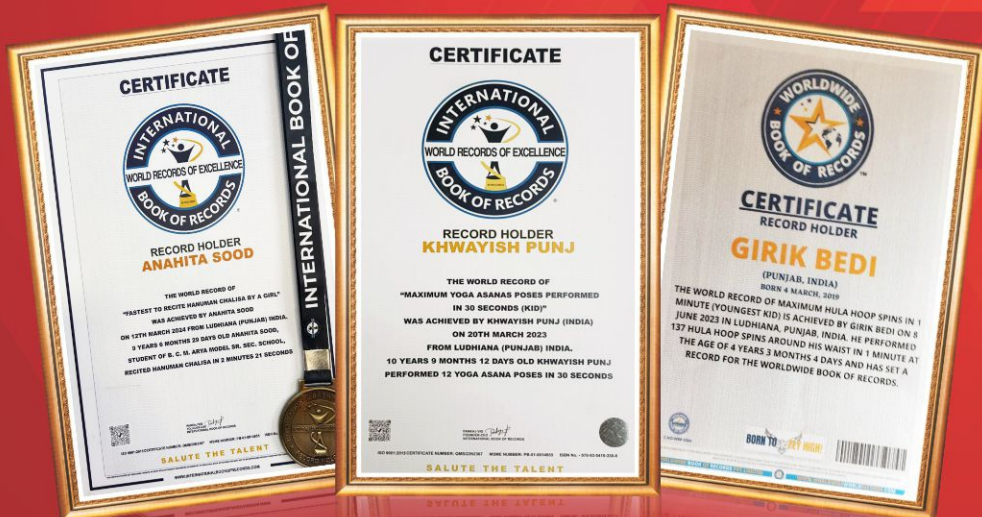 CERTIFICATE
INTERNATIONAL
WORLD RECORDS OF EXCELLENCE
BOOK OF RECORDS
RECORD HOLDER
ANAHITA SOOD
THE WORLD RECORD OF
"FASTEST TO RECITE HANUMAN CHALISA BY A GIRL"
WAS ACHIEVED BY ANAHITA SOOD
ON 12TH MARCH 2024 FROM LUDHIANA (PUNJAB) INDIA.
9 YEARS 6 MONTHS 29 DAYS OLD ANAHITA SOOD,
STUDENT OF B. C. M. ARYA MODEL SR. SEC. SCHOOL,
RECITED HANUMAN CHALISA IN 2 MINUTES 21 SECONDS
SALUTE THE TALENT
INTERNATIONAL BOOK OF
CERTIFICATE
INTERNATIONAL
WORLD RECORDS OF EXCELLENCE
BOOK OF RECORDS
RECORD HOLDER
KHWAYISH PUNJ
THE WORLD RECORD OF
"MAXIMUM YOGA ASANAS POSES PERFORMED
IN 30 SECONDS (KID)"
WAS ACHIEVED BY KHWAYISH PUNJ (INDIA)
ON 20TH MARCH 2023
FROM LUDHIANA (PUNJAB) INDIA.
10 YEARS 9 MONTHS 12 DAYS OLD KHWAYISH PUNJ
PERFORMED 12 YOGA ASANA POSES IN 30 SECONDS
INTERNATIONAL BOOK OF RECORDS
SALUTE THE TALENT
WORLDWIDE
BOOK OF RECORDS
CERTIFICATE
RECORD HOLDER
GIRIK BEDI
(PUNJAB, INDIA)
BORN 4 MARCH, 2019
THE WORLD RECORD OF MAXIMUM HULA HOOP SPINS IN 1
MINUTE (YOUNGEST KID) IS ACHIEVED BY GIRIK BEDI ON 8
JUNE 2023 IN LUDHIANA, PUNJAB, INDIA. HE PERFORMED
137 HULA HOOP SPINS AROUND HIS WAIST IN 1 MINUTE AT
THE AGE OF 4 YEARS 3 MONTHS 4 DAYS AND HAS SET A
RECORD FOR THE WORLDWIDE BOOK OF RECORDS.
BORN TO FLY HIGH!